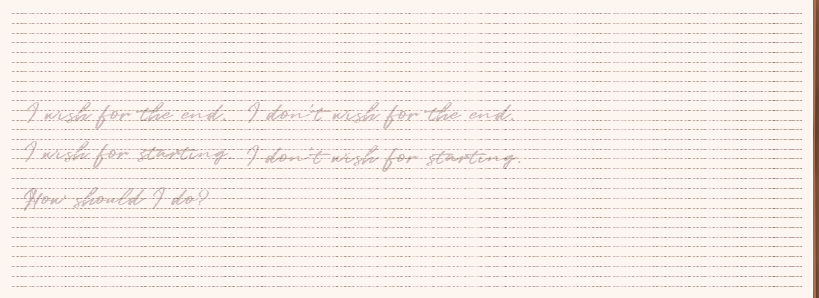 I wish for the end. I don't wish for the end.
I wish for starting. I don't wish for starting.
How should I do?